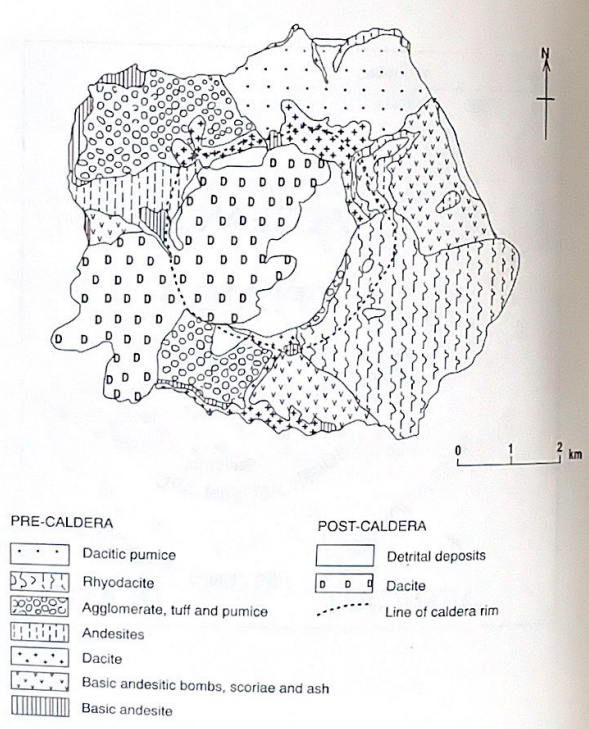 N
0 1 2 km
PRE-CALDERA
Dacitic pumice
Rhyodacite
Agglomerate, tuff and pumice
Andesites
Dacite
Basic andesitic bombs, scoriae and ash
Basic andesite
POST-CALDERA
Detrital deposits
D D D Dacite
Line of caldera rim